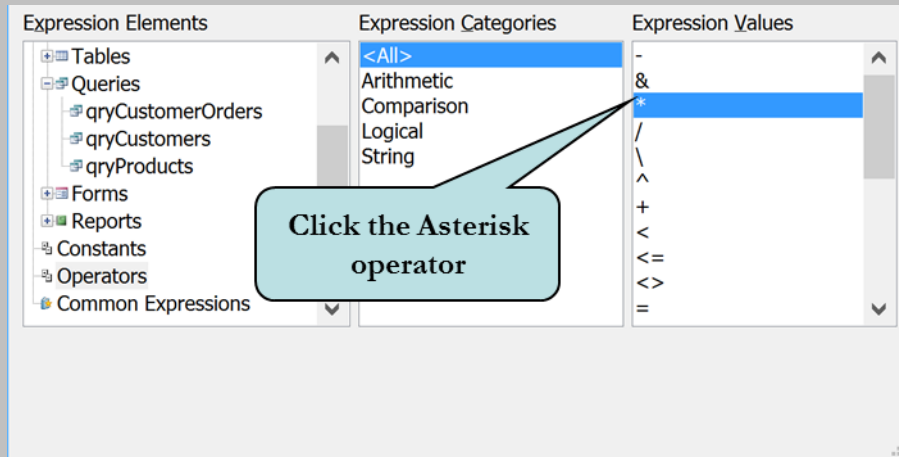 Expression Elements
Tables
Queries
qryCustomerOrders
qryCustomers
qryProducts
Forms
Reports
Constants
Operators
Common Expressions
Expression Categories
<All>
Arithmetic
Comparison
Logical
String
Click the Asterisk
operator
Expression Values
-
&
*
/
\
^
+
<
<=
<>
=